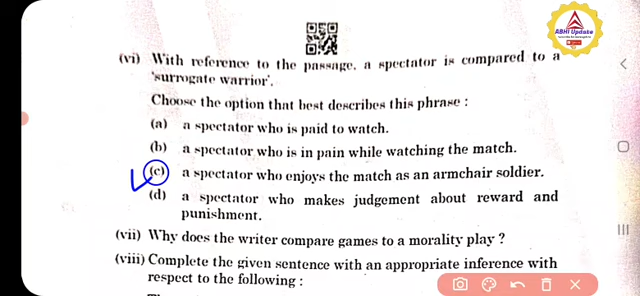 ABHI Update
(vi) With reference to the passage, a spectator is compared to a
'surrogate warrior'.
Choose the option that best describes this phrase :
(a) a spectator who is paid to watch.
(b) a spectator who is in pain while watching the match.
(c) a spectator who enjoys the match as an armchair soldier.
(d) a spectator who makes judgement about reward and
punishment.
(vii) Why does the writer compare games to a morality play ?
(viii) Complete the given sentence with an appropriate inference with
respect to the following :